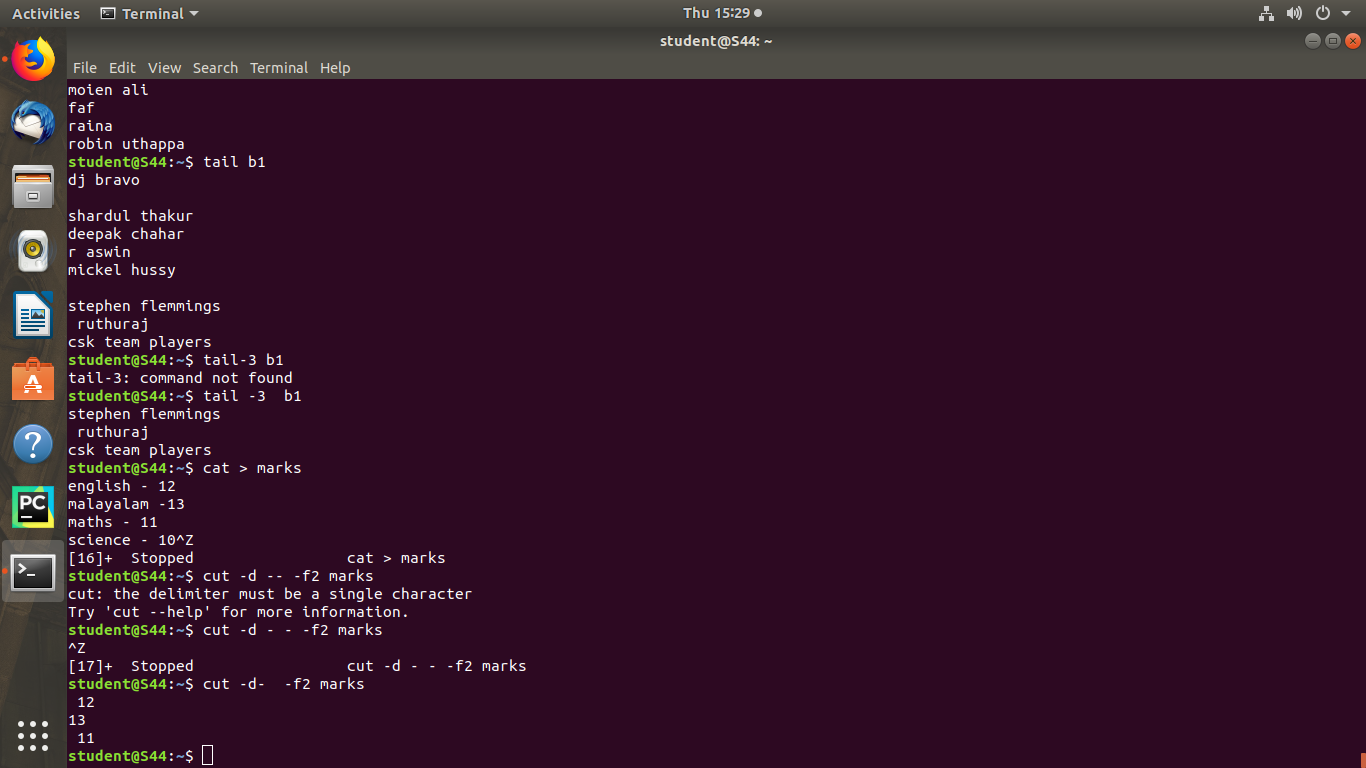 Activities Terminal Thu 15:29
student@S44: ~
File Edit View Search Terminal Help
moien ali
faf
raina
robin uthappa
student@S44:~$ tail b1
dj bravo
shardul thakur
deepak chahar
r aswin
mickel hussy
stephen flemmings
 ruthuraj
csk team players
student@S44:~$ tail-3 b1
tail-3: command not found
student@S44:~$ tail -3  b1
stephen flemmings
 ruthuraj
csk team players
student@S44:~$ cat > marks
english - 12
malayalam -13
maths - 11
science - 10^Z
[16]+  Stopped                 cat > marks
student@S44:~$ cut -d -- -f2 marks
cut: the delimiter must be a single character
Try 'cut --help' for more information.
student@S44:~$ cut -d - - -f2 marks
^Z
[17]+  Stopped                 cut -d - - -f2 marks
student@S44:~$ cut -d-  -f2 marks
 12
13
 11
student@S44:~$
PC